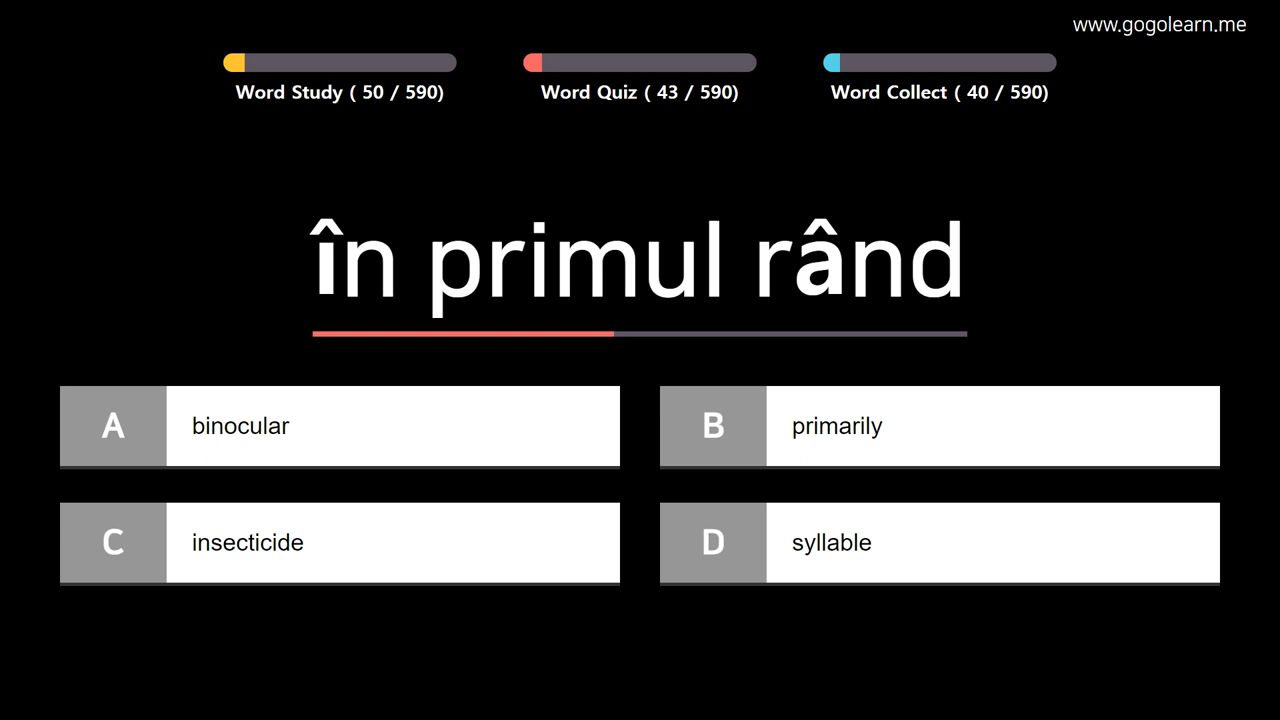 www.gogolearn.me
Word Study ( 50 / 590)
Word Quiz ( 43 / 590)
Word Collect ( 40 / 590)
în primul rând
A binocular
B primarily
C insecticide
D syllable